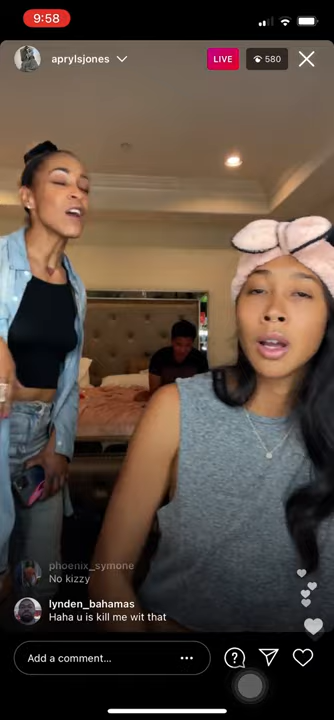 9:58
aprylsjones
LIVE
580
phoenix_symone
No kizzy
lynden_bahamas
Haha u is kill me wit that
Add a comment...